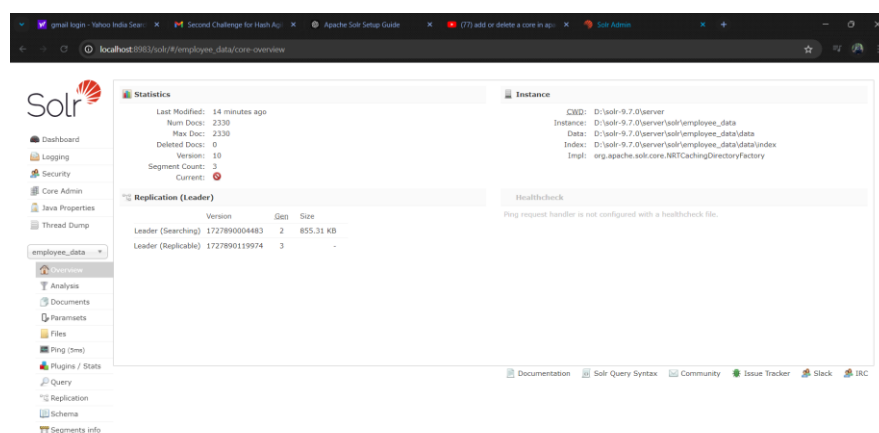 gmail login - Yahoo India Sear
Second Challenge for Hash Ag
Apache Solr Setup Guide
(77) add or delete a core in ap
Solr Admin
localhost:8983/solr/#/employee_data/core-overview
Solr
Dashboard
Logging
Security
Core Admin
Java Properties
Thread Dump
employee_data
Overview
Analysis
Documents
Paramsets
Files
Ping (5ms)
Plugins / Stats
Query
Replication
Schema
Segments info
Statistics
Last Modified: 14 minutes ago
Num Docs: 2330
Max Doc: 2330
Deleted Docs: 0
Version: 10
Segment Count: 3
Current:
Replication (Leader)
Version Gen Size
Leader (Searching) 1727890004483 2 855.31 KB
Leader (Replicable) 1727890119974 3 -
Instance
CWD: D:\solr-9.7.0\server
Instance: D:\solr-9.7.0\server\solr\employee_data
Data: D:\solr-9.7.0\server\solr\employee_data\data
Index: D:\solr-9.7.0\server\solr\employee_data\data\index
Impl: org.apache.solr.core.NRTCachingDirectoryFactory
Healthcheck
Ping request handler is not configured with a healthcheck file.
Documentation Solr Query Syntax Community Issue Tracker Slack IRC